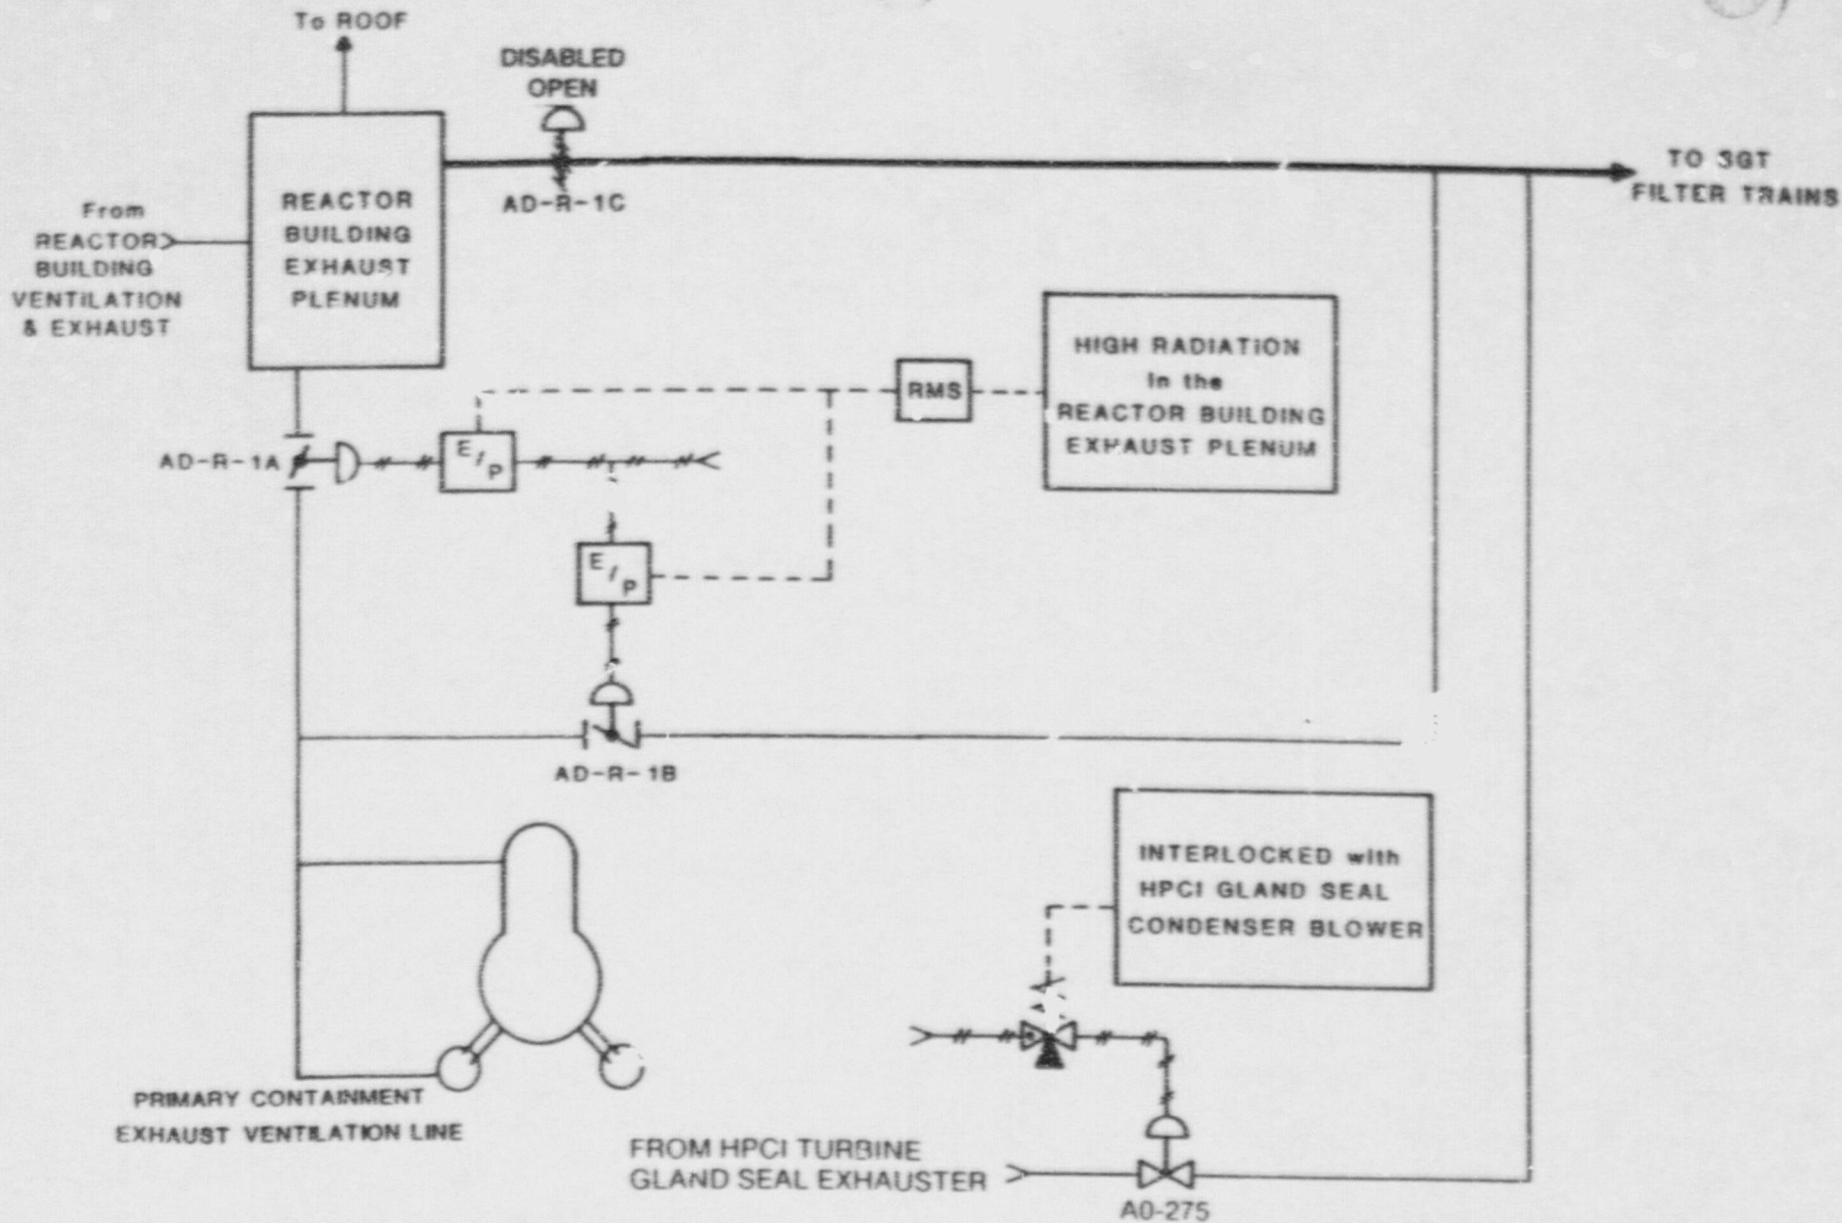 To ROOF
DISABLED
OPEN
AD-R-1C
TO SGT
FILTER TRAINS
From
REACTOR
BUILDING
VENTILATION
& EXHAUST
REACTOR
BUILDING
EXHAUST
PLENUM
RMS
HIGH RADIATION
in the
REACTOR BUILDING
EXHAUST PLENUM
AD-R-1A
E/P
E/P
AD-R-1B
INTERLOCKED with
HPCI GLAND SEAL
CONDENSER BLOWER
PRIMARY CONTAINMENT
EXHAUST VENTILATION LINE
FROM HPCI TURBINE
GLAND SEAL EXHAUSTER
AO-275